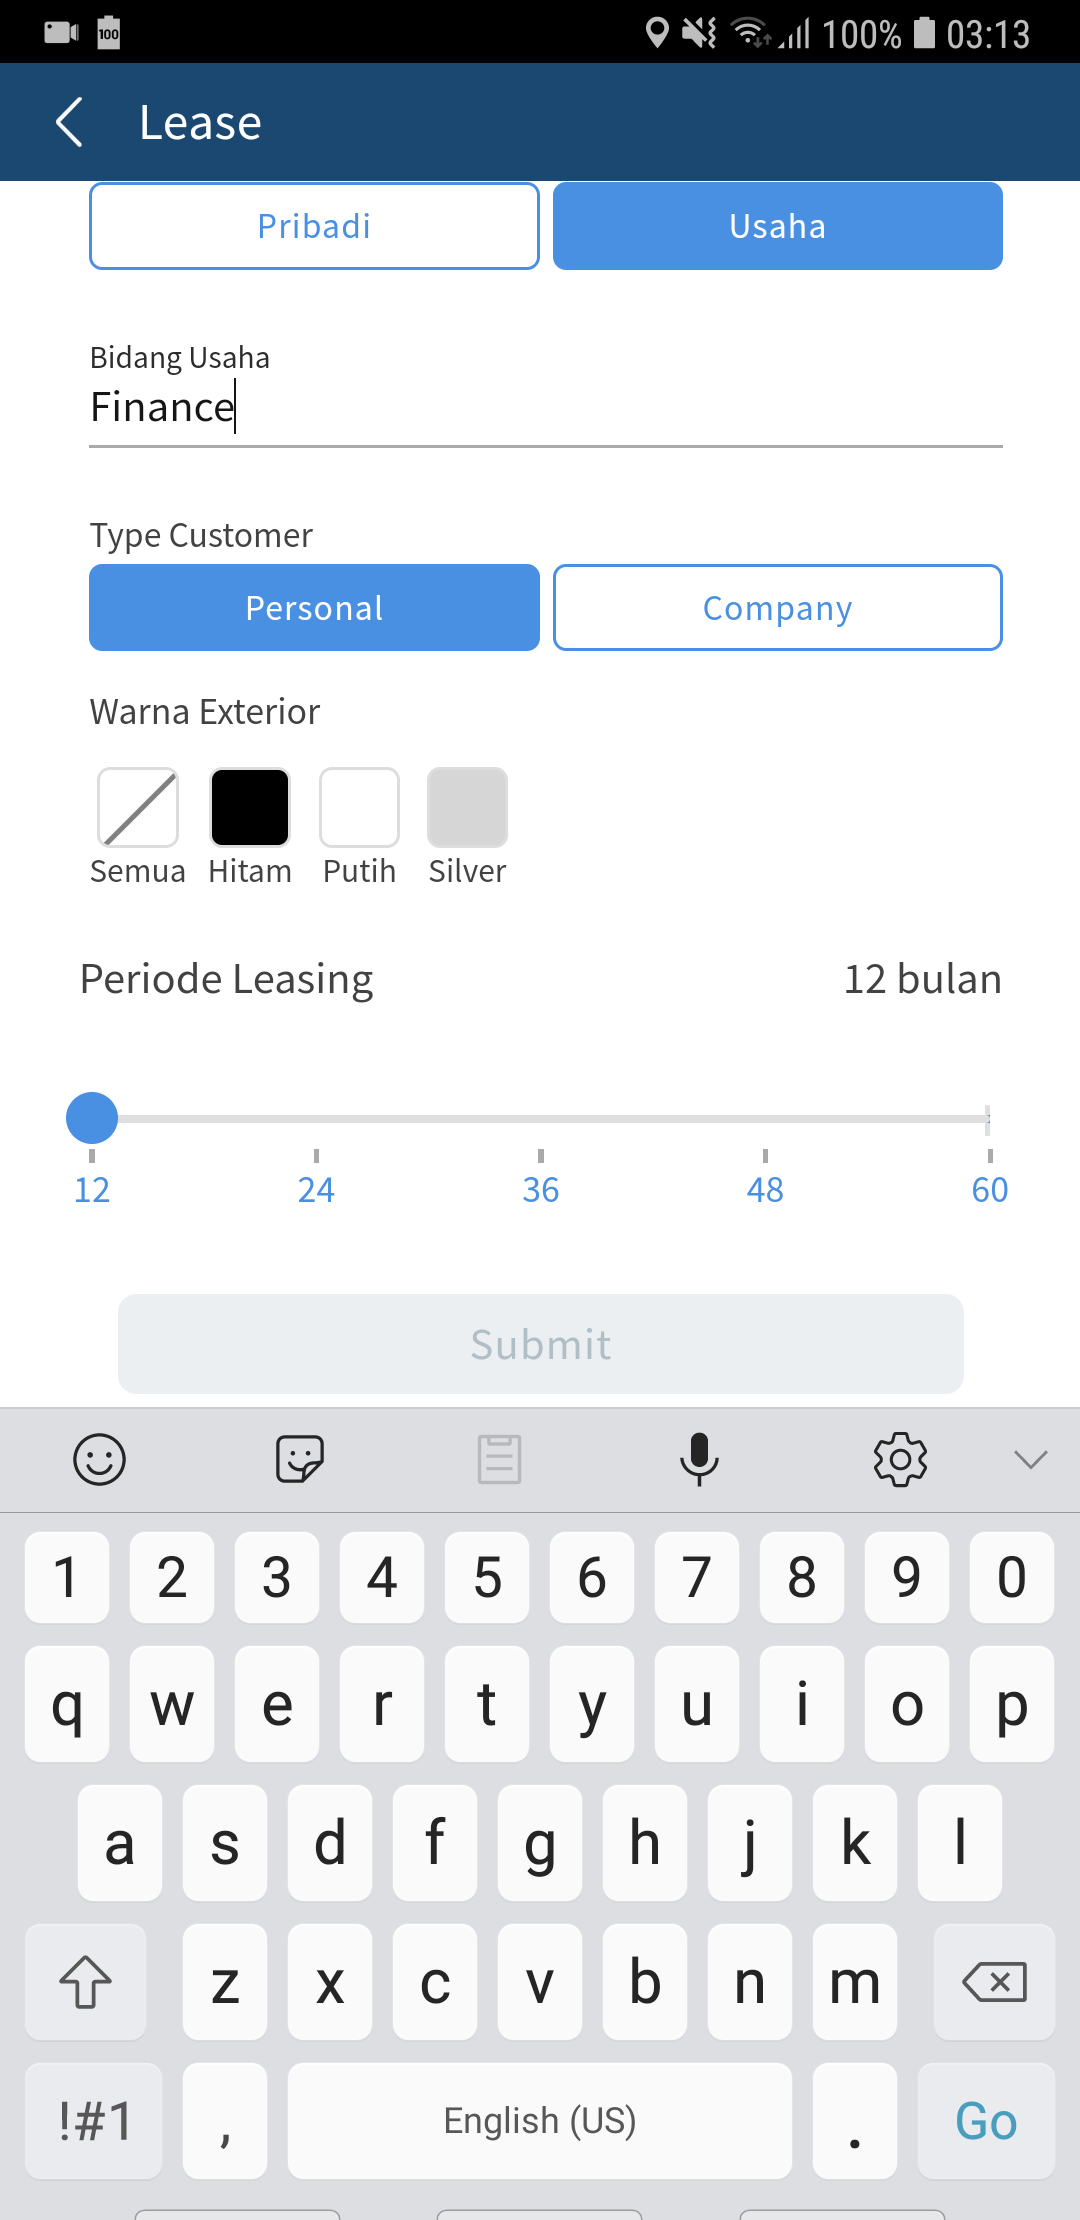 100 100% 03:13
Lease
Pribadi Usaha
Bidang Usaha
Finance
Type Customer
Personal Company
Warna Exterior
Semua Hitam Putih Silver
Periode Leasing 12 bulan
12 24 36 48 60
Submit
1 2 3 4 5 6 7 8 9 0
q w e r t y u i o p
a s d f g h j k l
z x c v b n m
!#1 , English (US) . Go